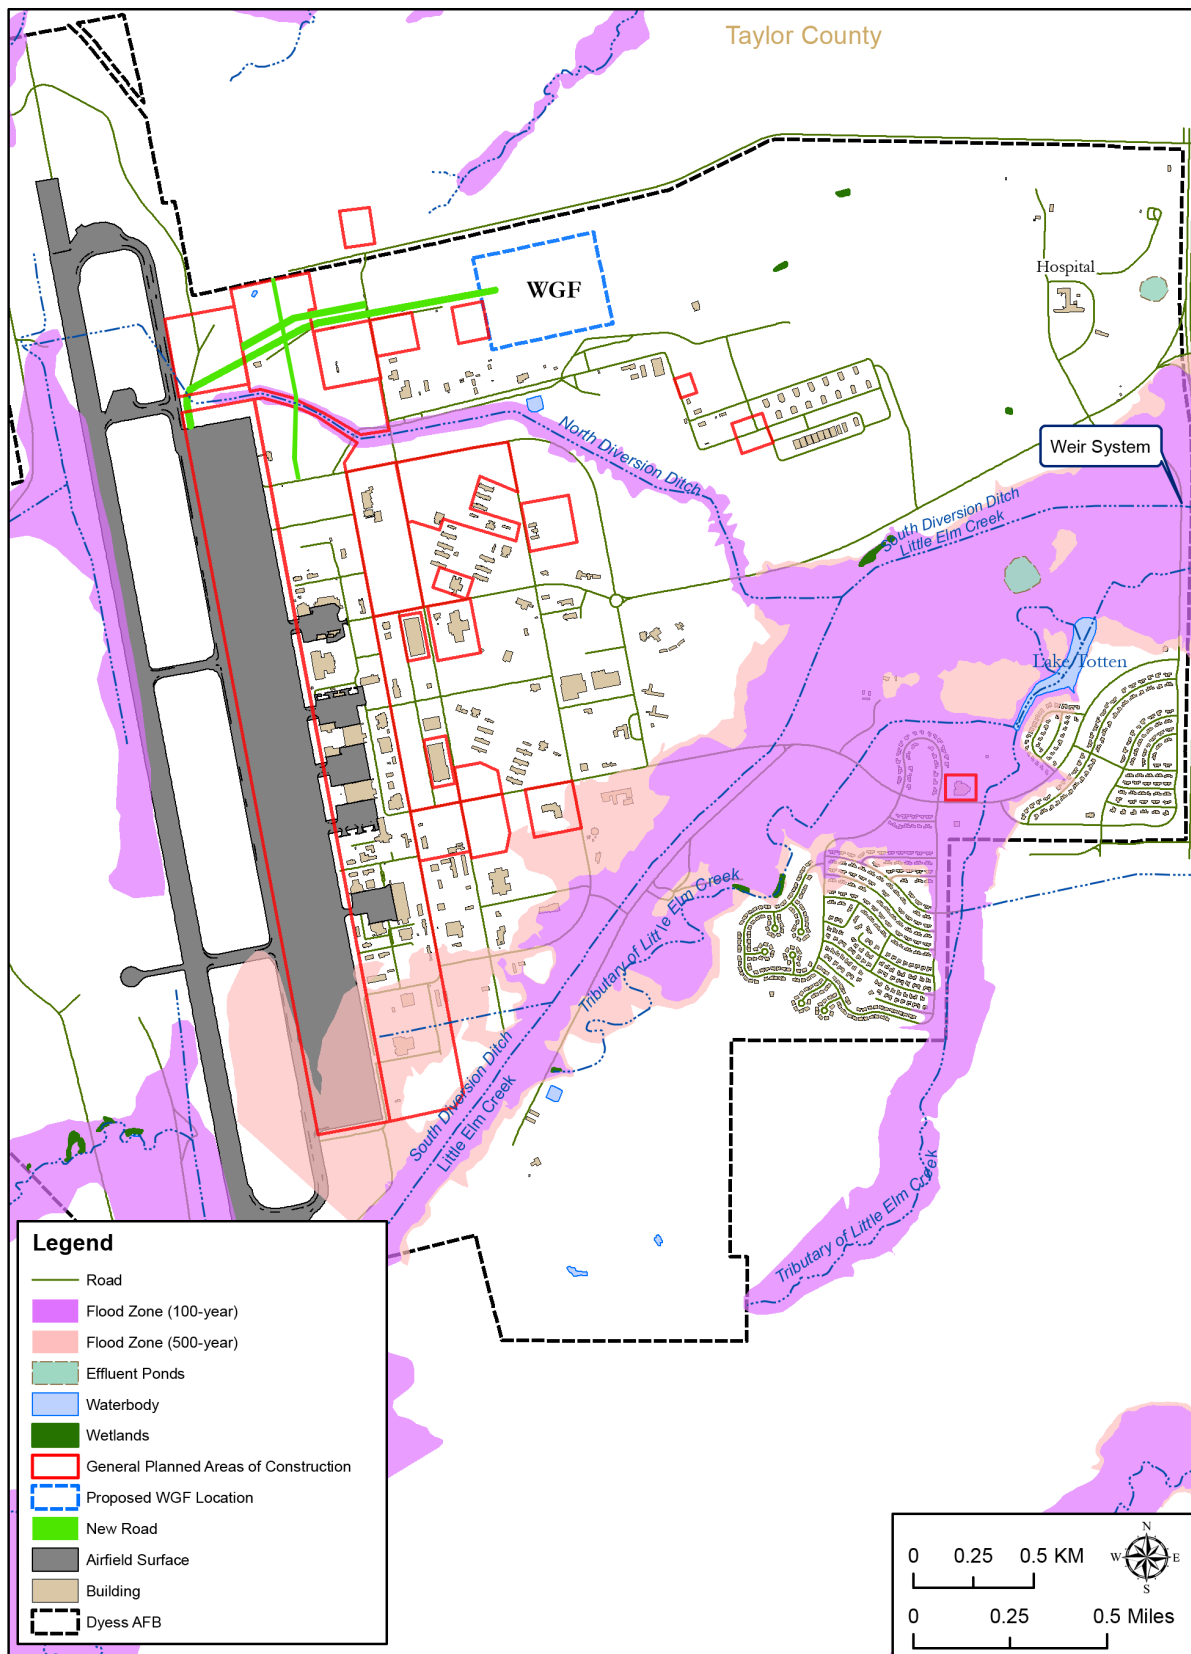 Taylor County
WGF
Hospital
Weir System
North Diversion Ditch
South Diversion Ditch
Little Elm Creek
Lake Totten
Tributary of Little Elm Creek
South Diversion Ditch
Little Elm Creek
Tributary of Little Elm Creek
Legend
Road
Flood Zone (100-year)
Flood Zone (500-year)
Effluent Ponds
Waterbody
Wetlands
General Planned Areas of Construction
Proposed WGF Location
New Road
Airfield Surface
Building
Dyess AFB
N
W E
S
0 0.25 0.5 KM
0 0.25 0.5 Miles